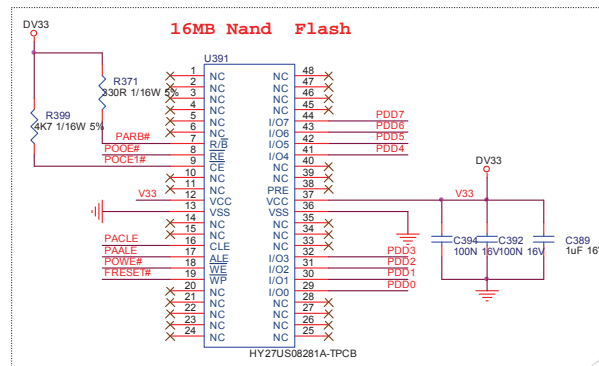 16MB Nand Flash
DV33
U391
R371
330R 1/16W 5%
R399
4K7 1/16W 5%
1 NC NC 48
2 NC NC 47
3 NC NC 46
4 NC NC 45
5 NC I/O7 44 PDD7
6 NC I/O6 43 PDD6
PARB# 7 R/B I/O5 42 PDD5
POOE# 8 RE I/O4 41 PDD4
POCE1# 9 CE NC 40
10 NC NC 39
11 NC PRE 38
V33 12 VCC VCC 37 V33
13 VSS VSS 36
14 NC NC 35
15 NC NC 34
PACLE 16 CLE NC 33
PAALE 17 ALE I/O3 32 PDD3
POWE# 18 WE I/O2 31 PDD2
FRESET# 19 WP I/O1 30 PDD1
20 NC I/O0 29 PDD0
21 NC NC 28
22 NC NC 27
23 NC NC 26
24 NC NC 25
HY27US08281A-TPCB
DV33
C394
100N 16V
C392
100N 16V
C389
1uF 16V